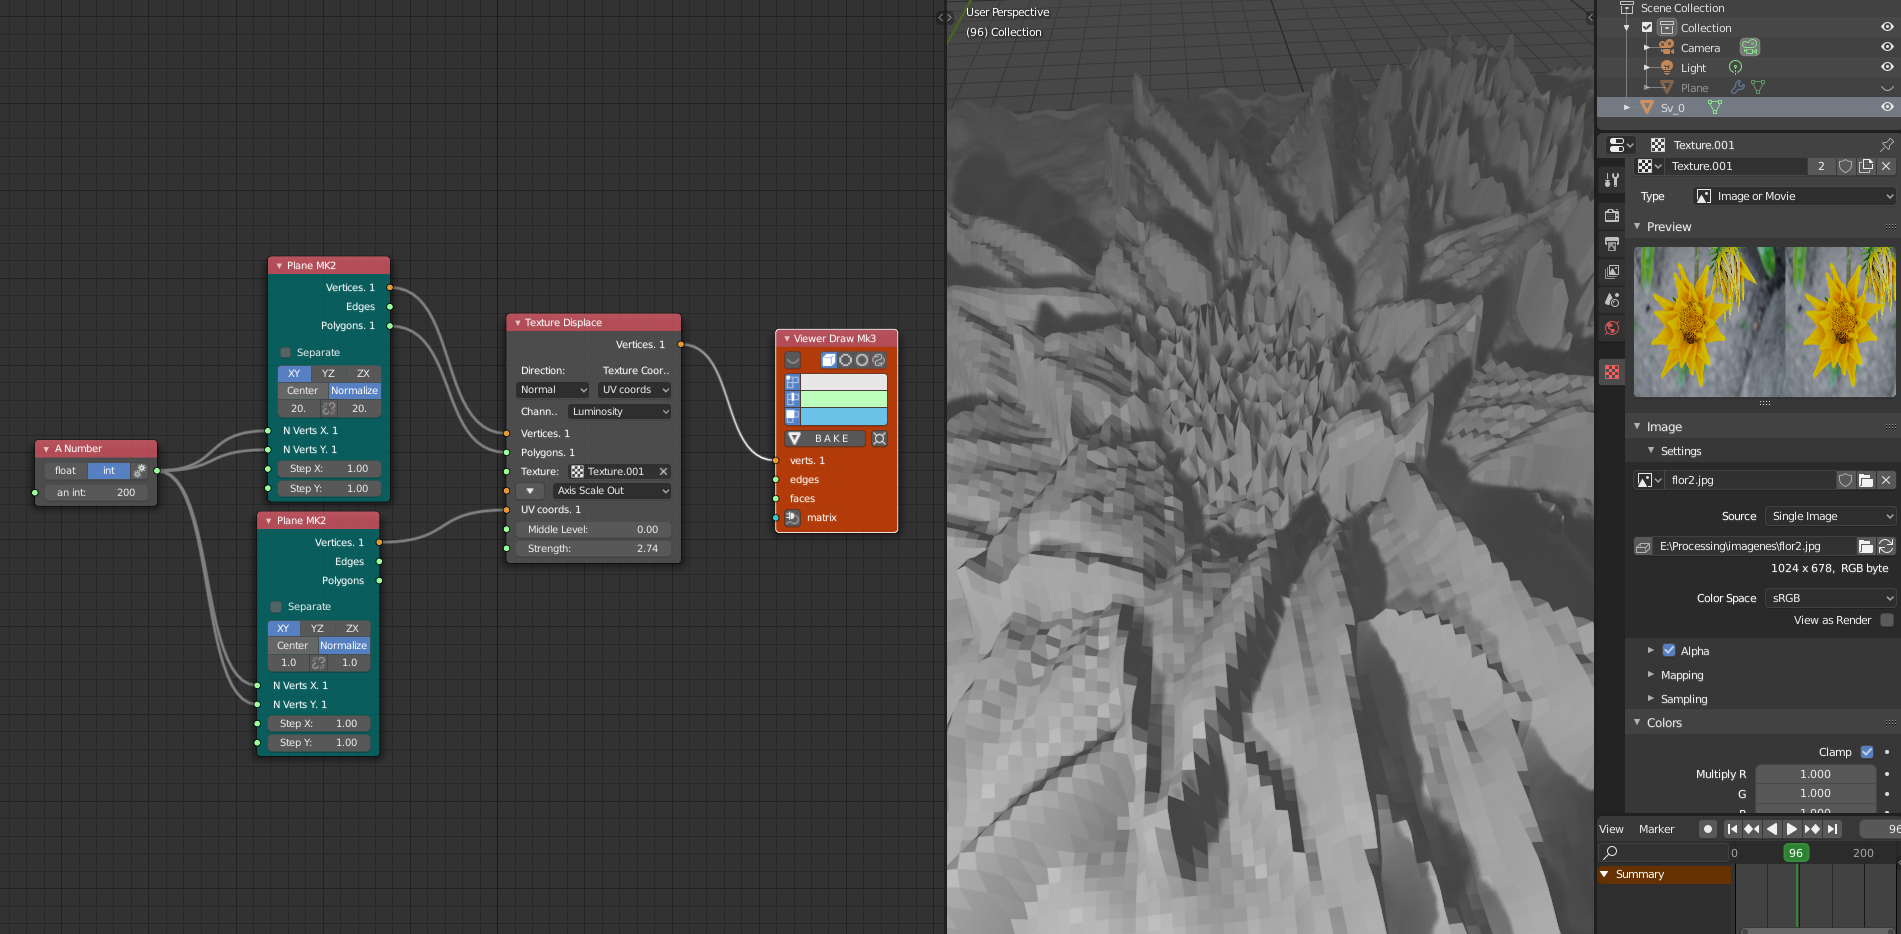 Plane MK2
Vertices. 1
Edges
Polygons. 1
Separate
XY YZ ZX
Center Normalize
20. 20.
N Verts X. 1
N Verts Y. 1
Step X: 1.00
Step Y: 1.00
A Number
float int
an int: 200
Plane MK2
Vertices. 1
Edges
Polygons
Separate
XY YZ ZX
Center Normalize
1.0 1.0
N Verts X. 1
N Verts Y. 1
Step X: 1.00
Step Y: 1.00
Texture Displace
Vertices. 1
Direction: Texture Coor..
Normal UV coords
Chann.. Luminosity
Vertices. 1
Polygons. 1
Texture: Texture.001
Axis Scale Out
UV coords. 1
Middle Level: 0.00
Strength: 2.74
Viewer Draw Mk3
BAKE
verts. 1
edges
faces
matrix
User Perspective
(96) Collection
Scene Collection
Collection
Camera
Light
Plane
Sv_0
Texture.001
Texture.001 2
Type Image or Movie
Preview
Image
Settings
flor2.jpg
Source Single Image
E:\Processing\imagenes\flor2.jpg
1024 x 678, RGB byte
Color Space sRGB
View as Render
Alpha
Mapping
Sampling
Colors
Clamp
Multiply R 1.000
G 1.000
View Marker 96
0 96 200
Summary